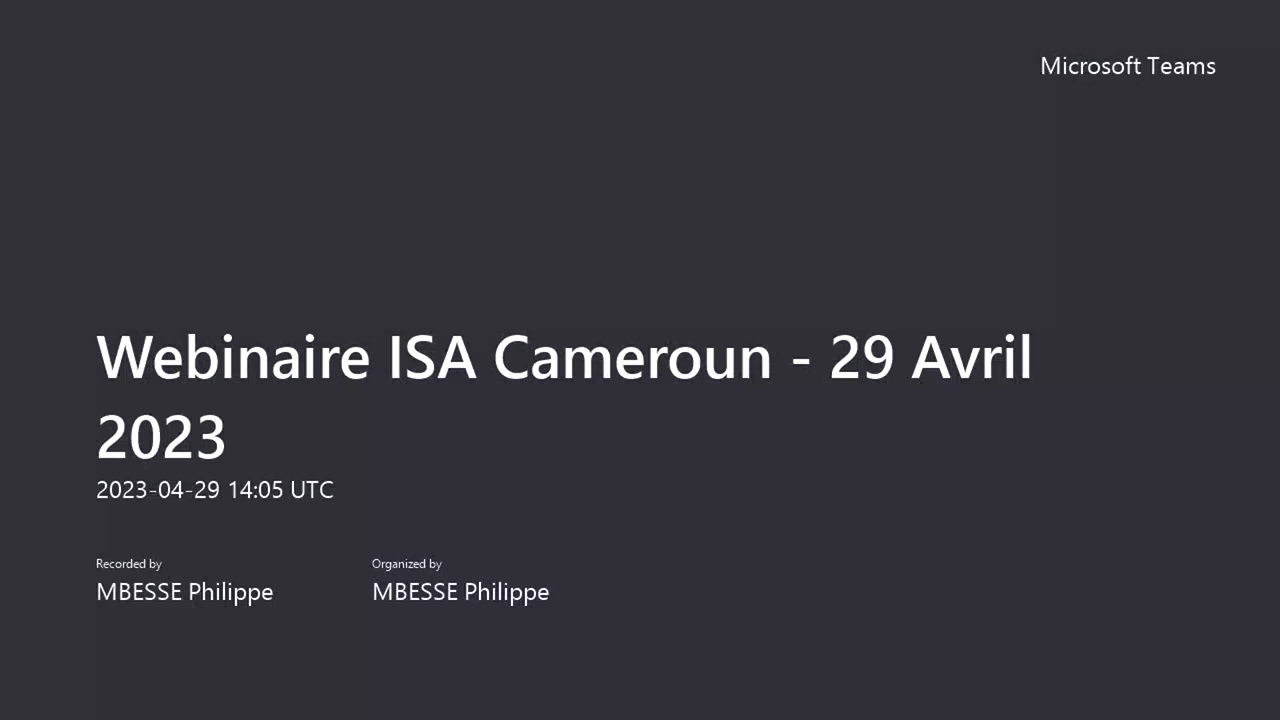 Microsoft Teams
Webinaire ISA Cameroun - 29 Avril
2023
2023-04-29 14:05 UTC
Recorded by
MBESSE Philippe
Organized by
MBESSE Philippe